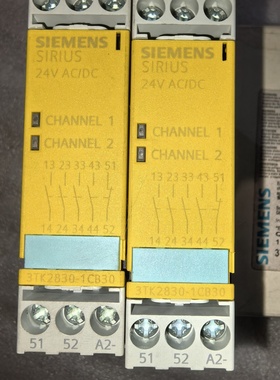 SIEMENS
SIRIUS
24V AC/DC
CHANNEL 1
CHANNEL 2
13 23 33 43 51
14 24 34 44 52
3TK2830-1CB30
51 52 A2-
SIEMENS
SIRIUS
24V AC/DC
CHANNEL 1
CHANNEL 2
13 23 33 43 51
14 24 34 44 52
3TK2830-1CB30
51 52 A2-
SIEMENS